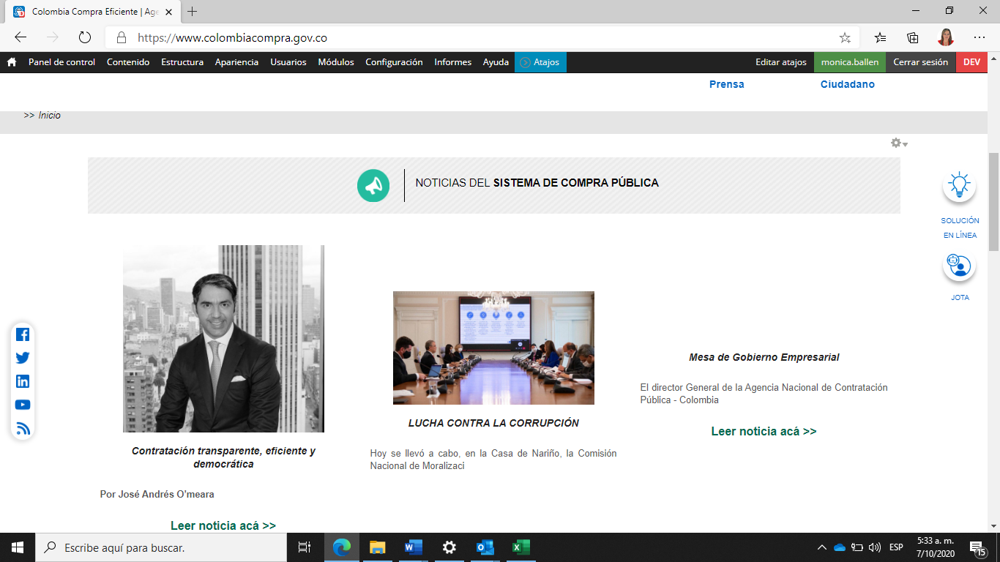 Colombia Compra Eficiente | Age
https://www.colombiacompra.gov.co
Panel de control Contenido Estructura Apariencia Usuarios Módulos Configuración Informes Ayuda Atajos Editar atajos monica.ballen Cerrar sesión DEV
Prensa Ciudadano
>> Inicio
NOTICIAS DEL SISTEMA DE COMPRA PÚBLICA
SOLUCIÓN
EN LÍNEA
JOTA
Contratación transparente, eficiente y
democrática
Por José Andrés O'meara
Leer noticia acá >>
LUCHA CONTRA LA CORRUPCIÓN
Hoy se llevó a cabo, en la Casa de Nariño, la Comisión
Nacional de Moralizaci
Mesa de Gobierno Empresarial
El director General de la Agencia Nacional de Contratación
Pública - Colombia
Leer noticia acá >>
Escribe aquí para buscar.
ESP
5:33 a. m.
7/10/2020
15